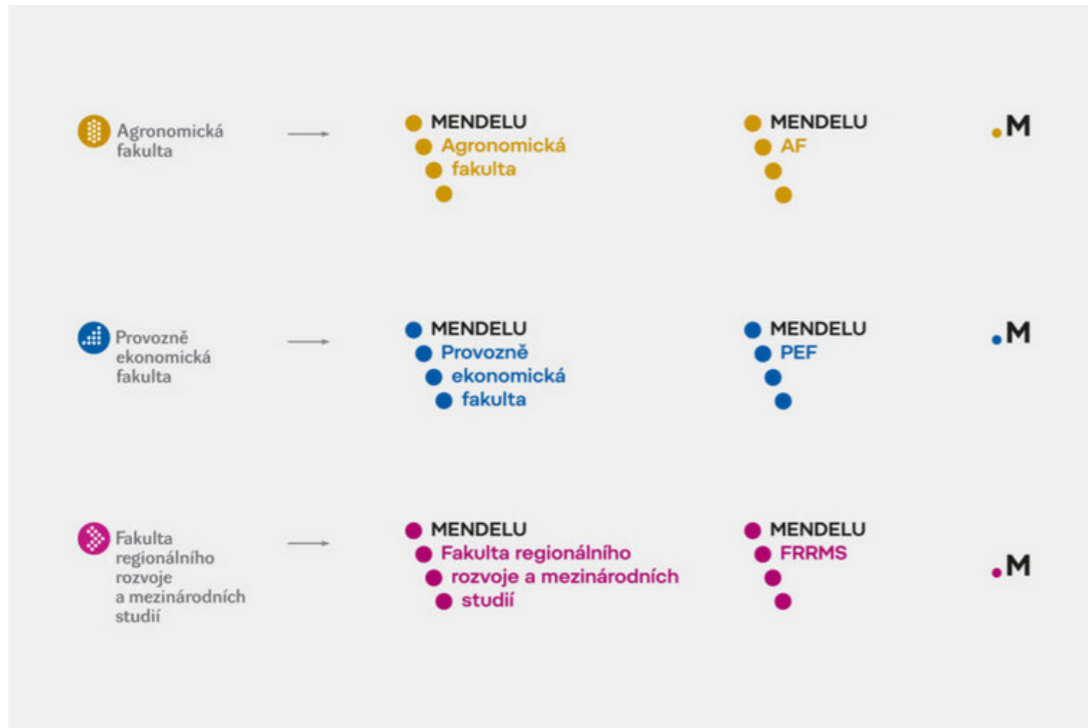 Agronomická
fakulta
MENDELU
Agronomická
fakulta
MENDELU
AF
M
Provozně
ekonomická
fakulta
MENDELU
Provozně
ekonomická
fakulta
MENDELU
PEF
M
Fakulta
regionálního
rozvoje
a mezinárodních
studií
MENDELU
Fakulta regionálního
rozvoje a mezinárodních
studií
MENDELU
FRRMS
M